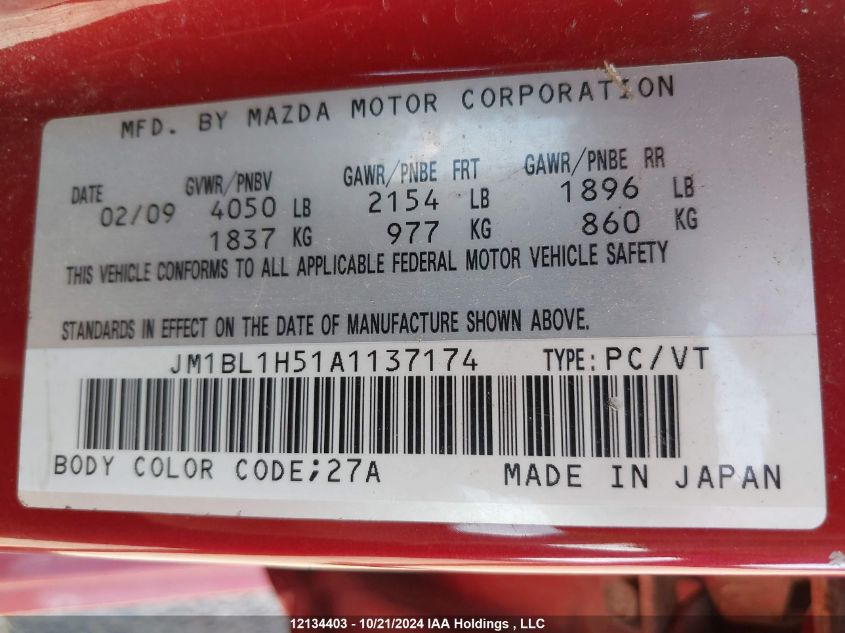 MFD. BY MAZDA MOTOR CORPORATION
DATE GVWR/PNBV GAWR/PNBE FRT GAWR/PNBE RR
02/09 4050 LB 2154 LB 1896 LB
1837 KG 977 KG 860 KG
THIS VEHICLE CONFORMS TO ALL APPLICABLE FEDERAL MOTOR VEHICLE SAFETY
STANDARDS IN EFFECT ON THE DATE OF MANUFACTURE SHOWN ABOVE.
JM1BL1H51A1137174 TYPE: PC/VT
BODY COLOR CODE;27A MADE IN JAPAN
12134403 - 10/21/2024 IAA Holdings , LLC